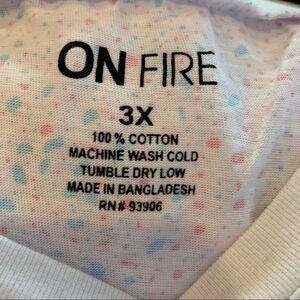 ON FIRE
3X
100% COTTON
MACHINE WASH COLD
TUMBLE DRY LOW
MADE IN BANGLADESH
RN# 93906